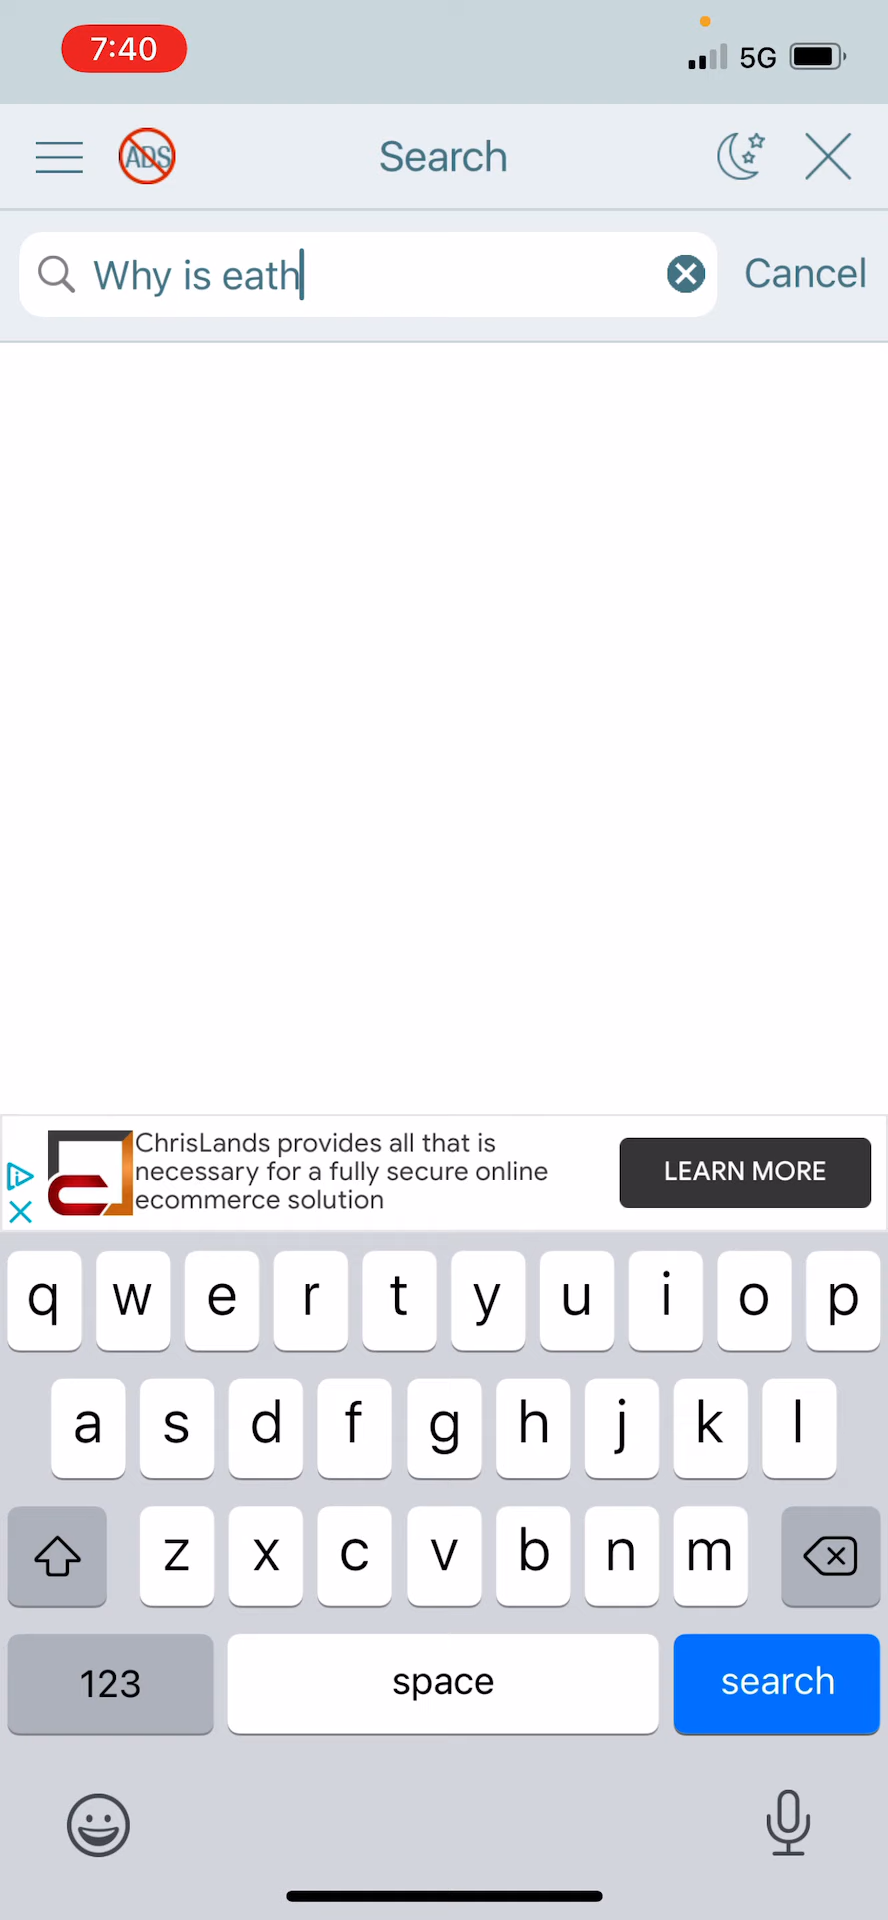 7:40
5G
ADS
Search
Why is eath
Cancel
ChrisLands provides all that is
necessary for a fully secure online
ecommerce solution
LEARN MORE
q w e r t y u i o p
a s d f g h j k l
z x c v b n m
123 space search